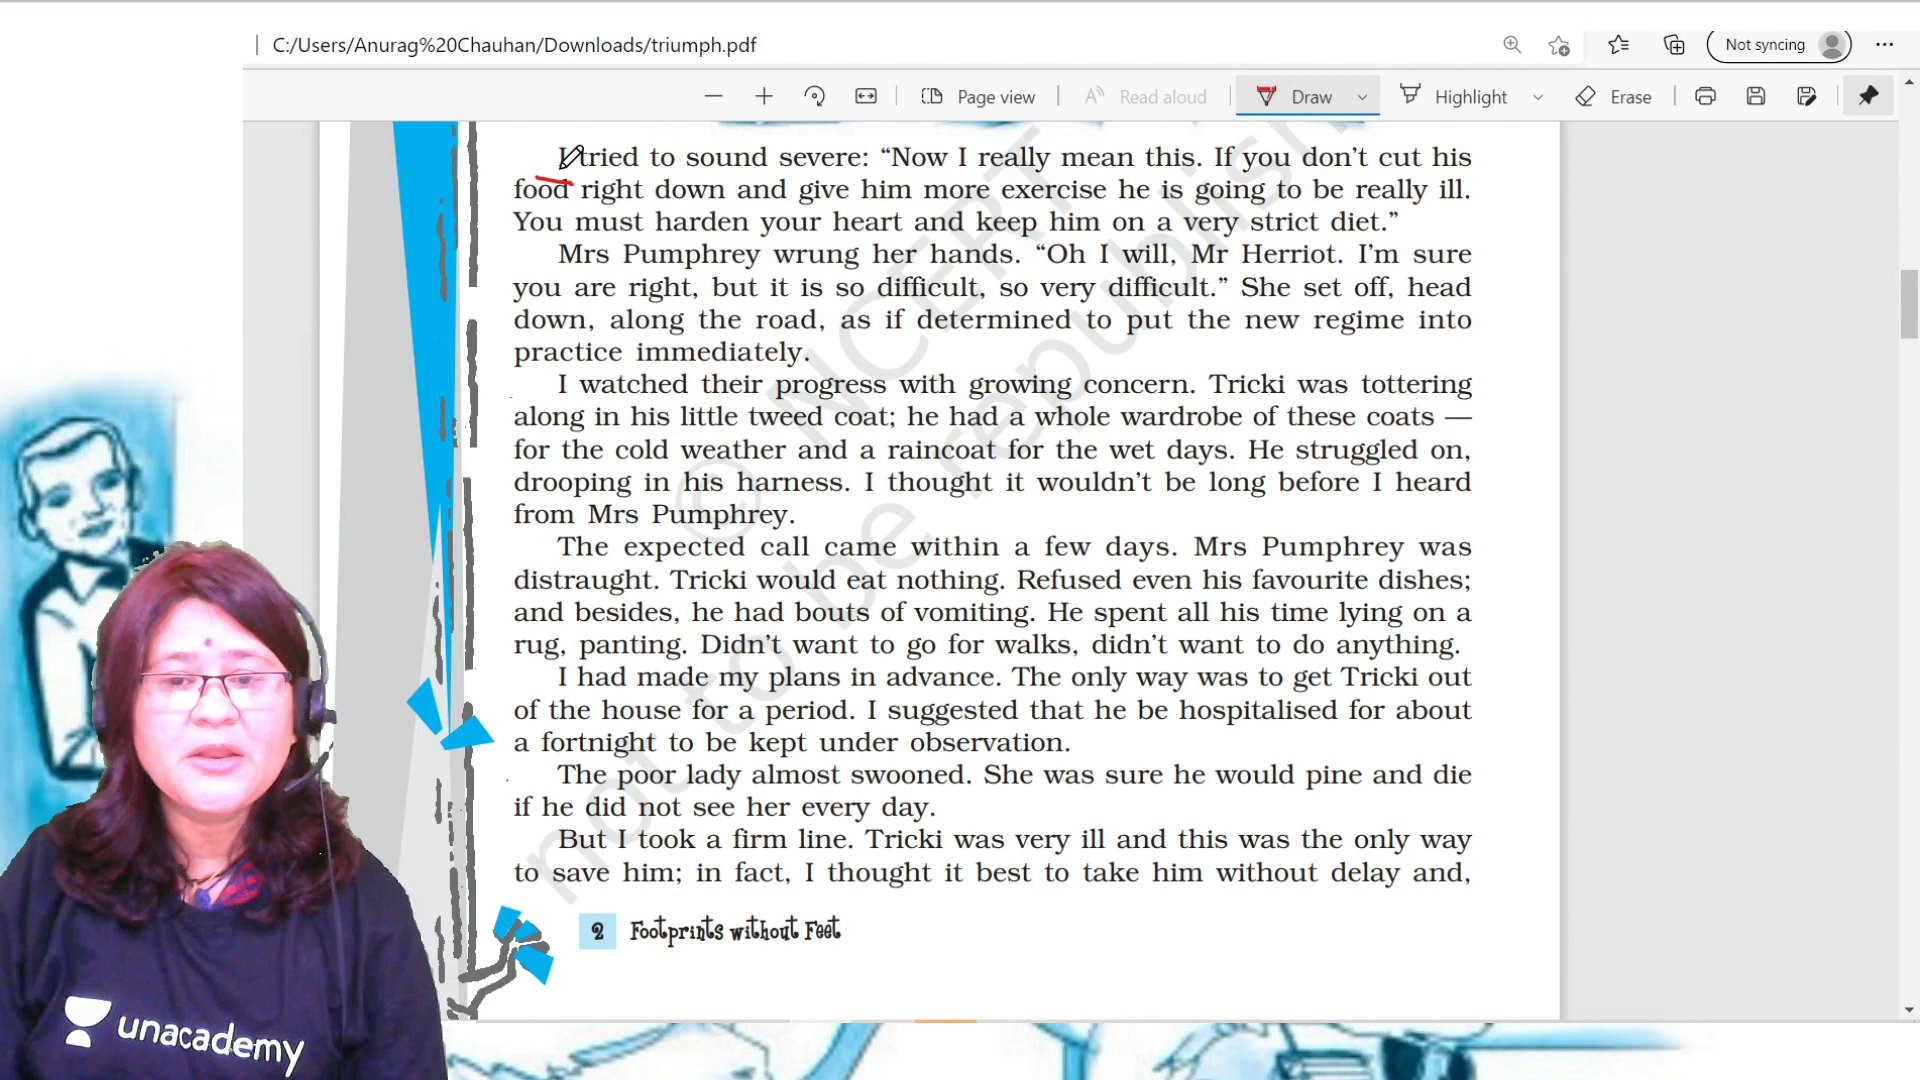 C:/Users/Anurag%20Chauhan/Downloads/triumph.pdf
Not syncing
Page view
Read aloud
Draw
Highlight
Erase
I tried to sound severe: “Now I really mean this. If you don’t cut his
food right down and give him more exercise he is going to be really ill.
You must harden your heart and keep him on a very strict diet.”
Mrs Pumphrey wrung her hands. “Oh I will, Mr Herriot. I’m sure
you are right, but it is so difficult, so very difficult.” She set off, head
down, along the road, as if determined to put the new regime into
practice immediately.
I watched their progress with growing concern. Tricki was tottering
along in his little tweed coat; he had a whole wardrobe of these coats —
for the cold weather and a raincoat for the wet days. He struggled on,
drooping in his harness. I thought it wouldn’t be long before I heard
from Mrs Pumphrey.
The expected call came within a few days. Mrs Pumphrey was
distraught. Tricki would eat nothing. Refused even his favourite dishes;
and besides, he had bouts of vomiting. He spent all his time lying on a
rug, panting. Didn’t want to go for walks, didn’t want to do anything.
I had made my plans in advance. The only way was to get Tricki out
of the house for a period. I suggested that he be hospitalised for about
a fortnight to be kept under observation.
The poor lady almost swooned. She was sure he would pine and die
if he did not see her every day.
But I took a firm line. Tricki was very ill and this was the only way
to save him; in fact, I thought it best to take him without delay and,
2 Footprints without Feet
© NCERT
not to be republish
unacademy